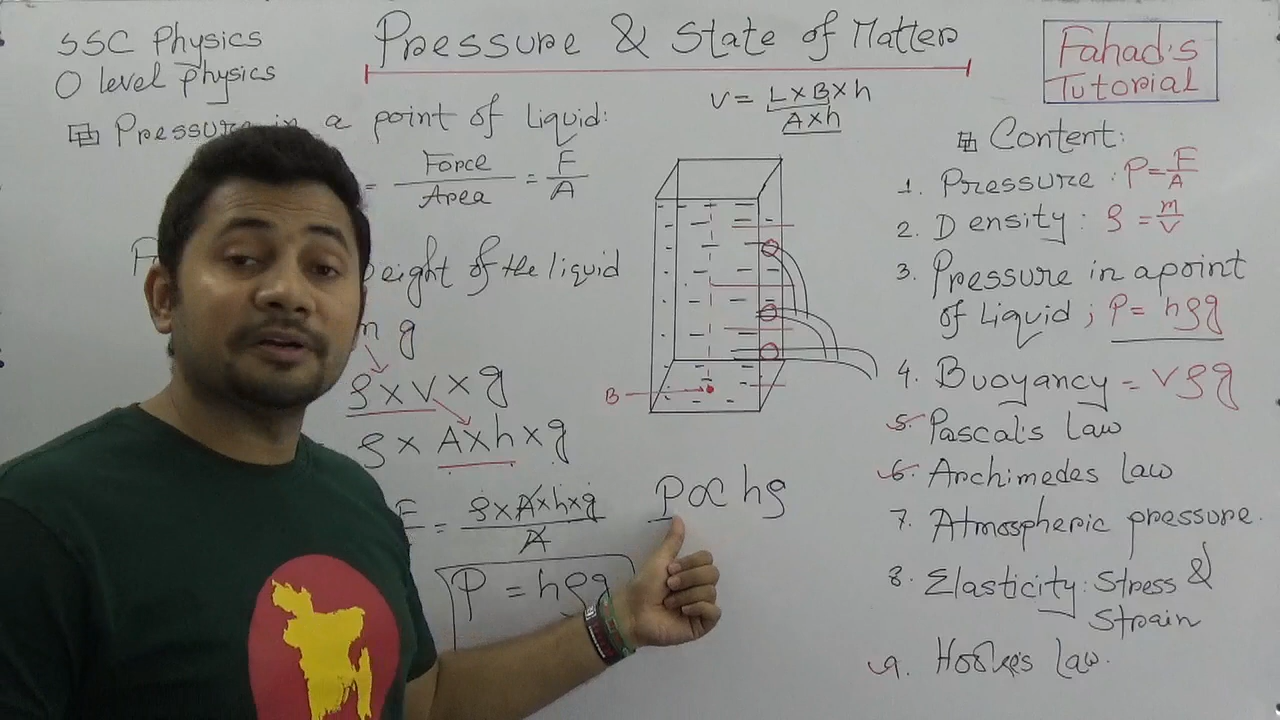 SSC Physics
O level physics
Pressure & State of Matter
Fahad's
Tutorial
V = L×B×h
A×h
Pressure in a point of liquid:
= Force/Area = F/A
weight of the liquid
m g
ρ × V × g
ρ × A×h × g
F = ρ×A×h×g / A
P = hρg
P ∝ hρ
B
Content:
1. Pressure: P = F/A
2. Density: ρ = m/V
3. Pressure in a point
of Liquid; P = hρg
4. Buoyancy = Vρg
5. Pascal's law
6. Archimedes law
7. Atmospheric pressure.
8. Elasticity: Stress &
Strain
9. Hooke's law.